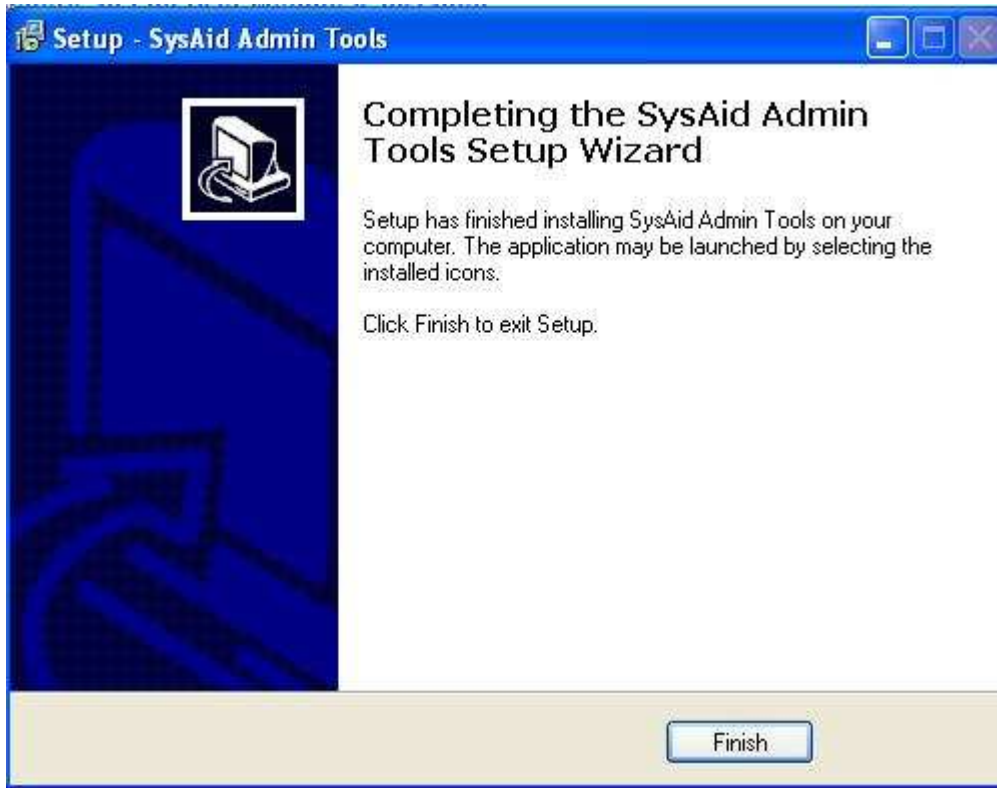 Setup - SysAid Admin Tools
Completing the SysAid Admin
Tools Setup Wizard
Setup has finished installing SysAid Admin Tools on your
computer. The application may be launched by selecting the
installed icons.
Click Finish to exit Setup.
Finish